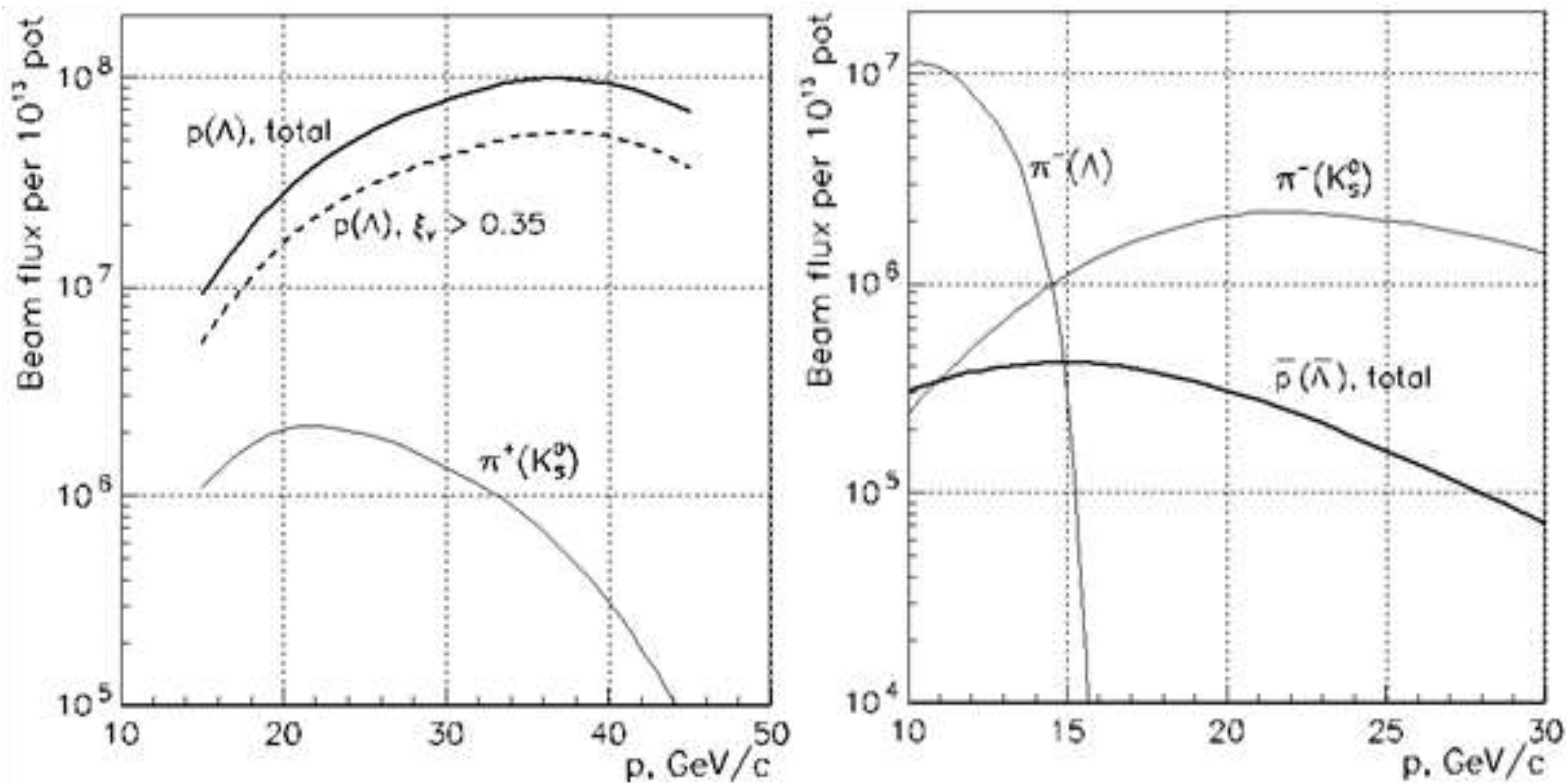 Beam flux per 10¹³ pot
10⁸
10⁷
10⁶
10⁵
p(Λ), total
p(Λ), ξᵧ > 0.35
π⁺(K⁰ₛ)
10 20 30 40 50
p, GeV/c
Beam flux per 10¹³ pot
10⁷
10⁶
10⁵
10⁴
π⁻(Λ)
π⁻(K⁰ₛ)
p̅(Λ̅), total
10 15 20 25 30
p, GeV/c